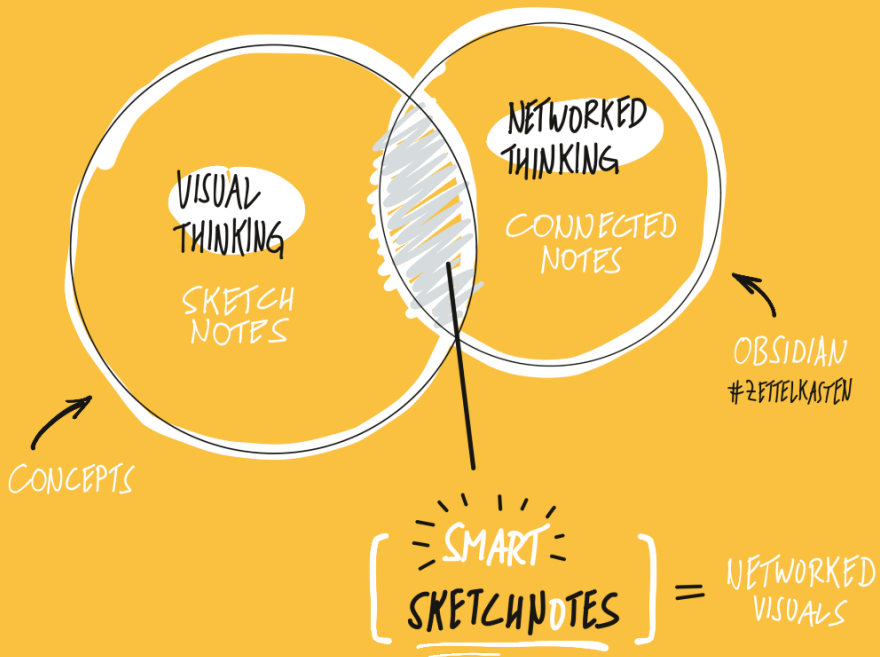 VISUAL
THINKING
SKETCH
NOTES
NETWORKED
THINKING
CONNECTED
NOTES
OBSIDIAN
#ZETTELKASTEN
CONCEPTS
SMART
SKETCHNOTES
= NETWORKED
VISUALS